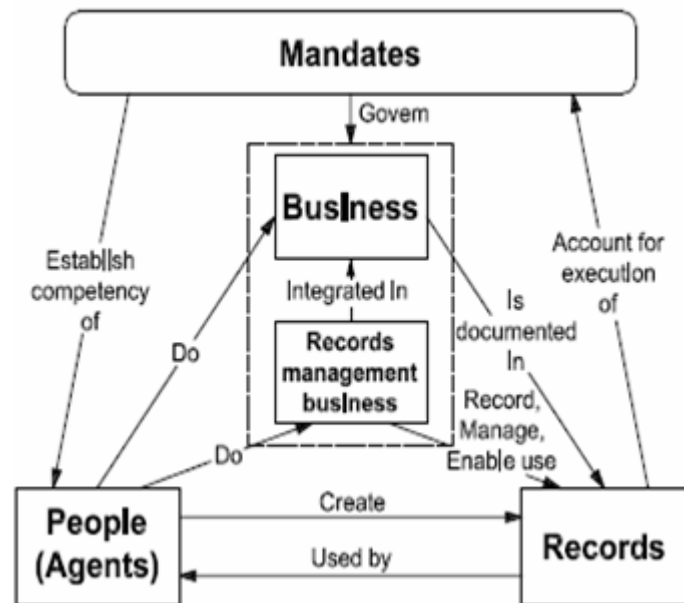 Mandates
Govern
Business
Establish
competency
of
Account for
execution
of
Integrated In
Is
documented
In
Do
Records
management
business
Record,
Manage,
Enable use
Do
People
(Agents)
Create
Used by
Records